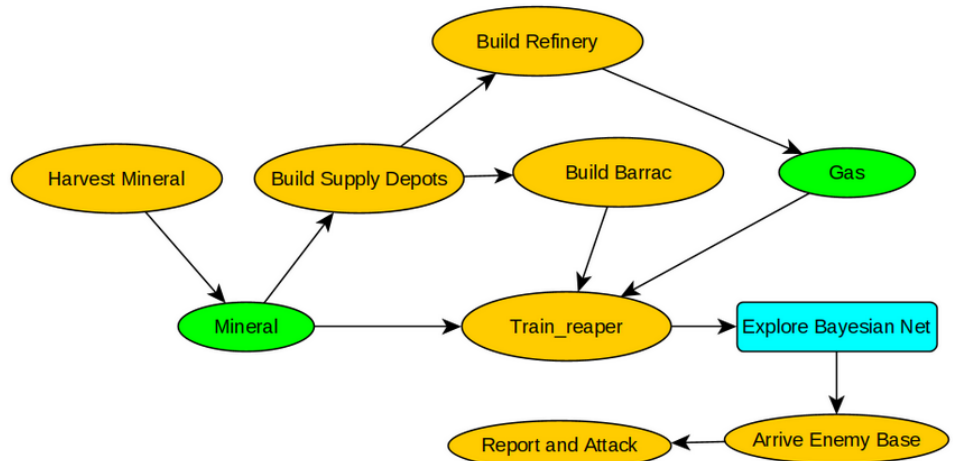 Build Refinery
Harvest Mineral
Build Supply Depots
Build Barrac
Gas
Mineral
Train_reaper
Explore Bayesian Net
Report and Attack
Arrive Enemy Base